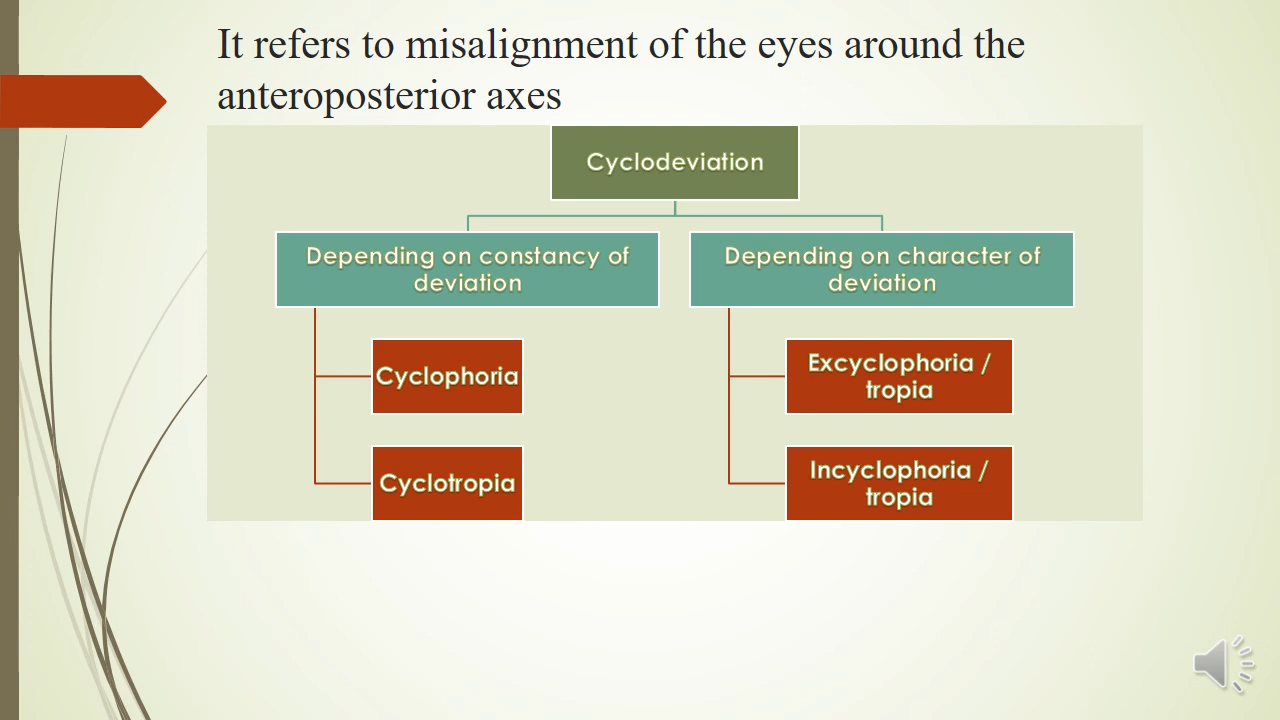 It refers to misalignment of the eyes around the
anteroposterior axes
Cyclodeviation
Depending on constancy of
deviation
Cyclophoria
Cyclotropia
Depending on character of
deviation
Excyclophoria /
tropia
Incyclophoria /
tropia